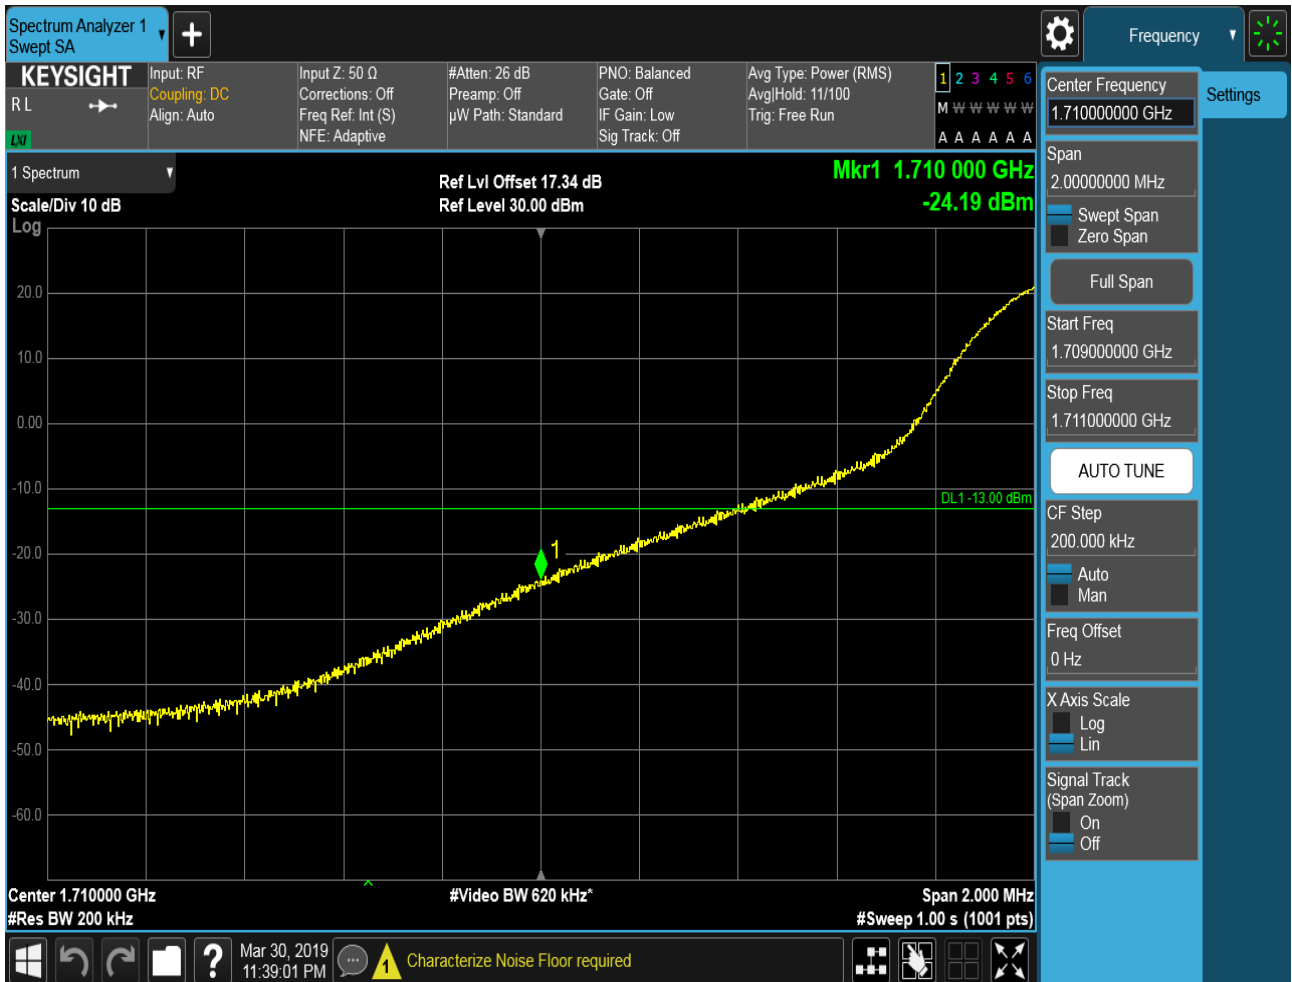 Spectrum Analyzer 1
Swept SA
Frequency
KEYSIGHT
R L
LXI
Input: RF
Coupling: DC
Align: Auto
Input Z: 50 Ω
Corrections: Off
Freq Ref: Int (S)
NFE: Adaptive
#Atten: 26 dB
Preamp: Off
µW Path: Standard
PNO: Balanced
Gate: Off
IF Gain: Low
Sig Track: Off
Avg Type: Power (RMS)
Avg|Hold: 11/100
Trig: Free Run
1 2 3 4 5 6
M W W W W W
A A A A A A
1 Spectrum
Scale/Div 10 dB
Log
Ref Lvl Offset 17.34 dB
Ref Level 30.00 dBm
Mkr1 1.710 000 GHz
-24.19 dBm
20.0
10.0
0.00
-10.0
-20.0
-30.0
-40.0
-50.0
-60.0
DL1 -13.00 dBm
1
Center 1.710000 GHz
#Res BW 200 kHz
#Video BW 620 kHz*
Span 2.000 MHz
#Sweep 1.00 s (1001 pts)
Center Frequency
1.710000000 GHz
Settings
Span
2.00000000 MHz
Swept Span
Zero Span
Full Span
Start Freq
1.709000000 GHz
Stop Freq
1.711000000 GHz
AUTO TUNE
CF Step
200.000 kHz
Auto
Man
Freq Offset
0 Hz
X Axis Scale
Log
Lin
Signal Track
(Span Zoom)
On
Off
?
Mar 30, 2019
11:39:01 PM
1
Characterize Noise Floor required